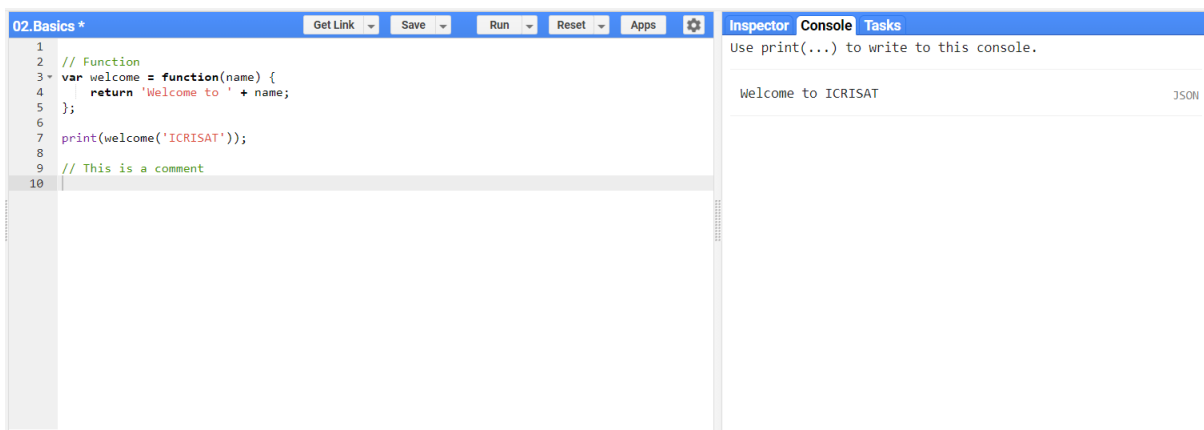 02.Basics *
Get Link Save Run Reset Apps
1
2 // Function
3 var welcome = function(name) {
4 return 'Welcome to ' + name;
5 };
6
7 print(welcome('ICRISAT'));
8
9 // This is a comment
10
Inspector Console Tasks
Use print(...) to write to this console.
Welcome to ICRISAT JSON